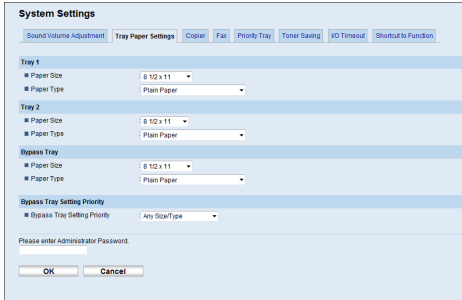 System Settings
Sound Volume Adjustment Tray Paper Settings Copier Fax Priority Tray Toner Saving I/O Timeout Shortcut to Function
Tray 1
Paper Size : 8 1/2 x 11
Paper Type : Plain Paper
Tray 2
Paper Size : 8 1/2 x 11
Paper Type : Plain Paper
Bypass Tray
Paper Size : 8 1/2 x 11
Paper Type : Plain Paper
Bypass Tray Setting Priority
Bypass Tray Setting Priority : Any Size/Type
Please enter Administrator Password.
OK Cancel